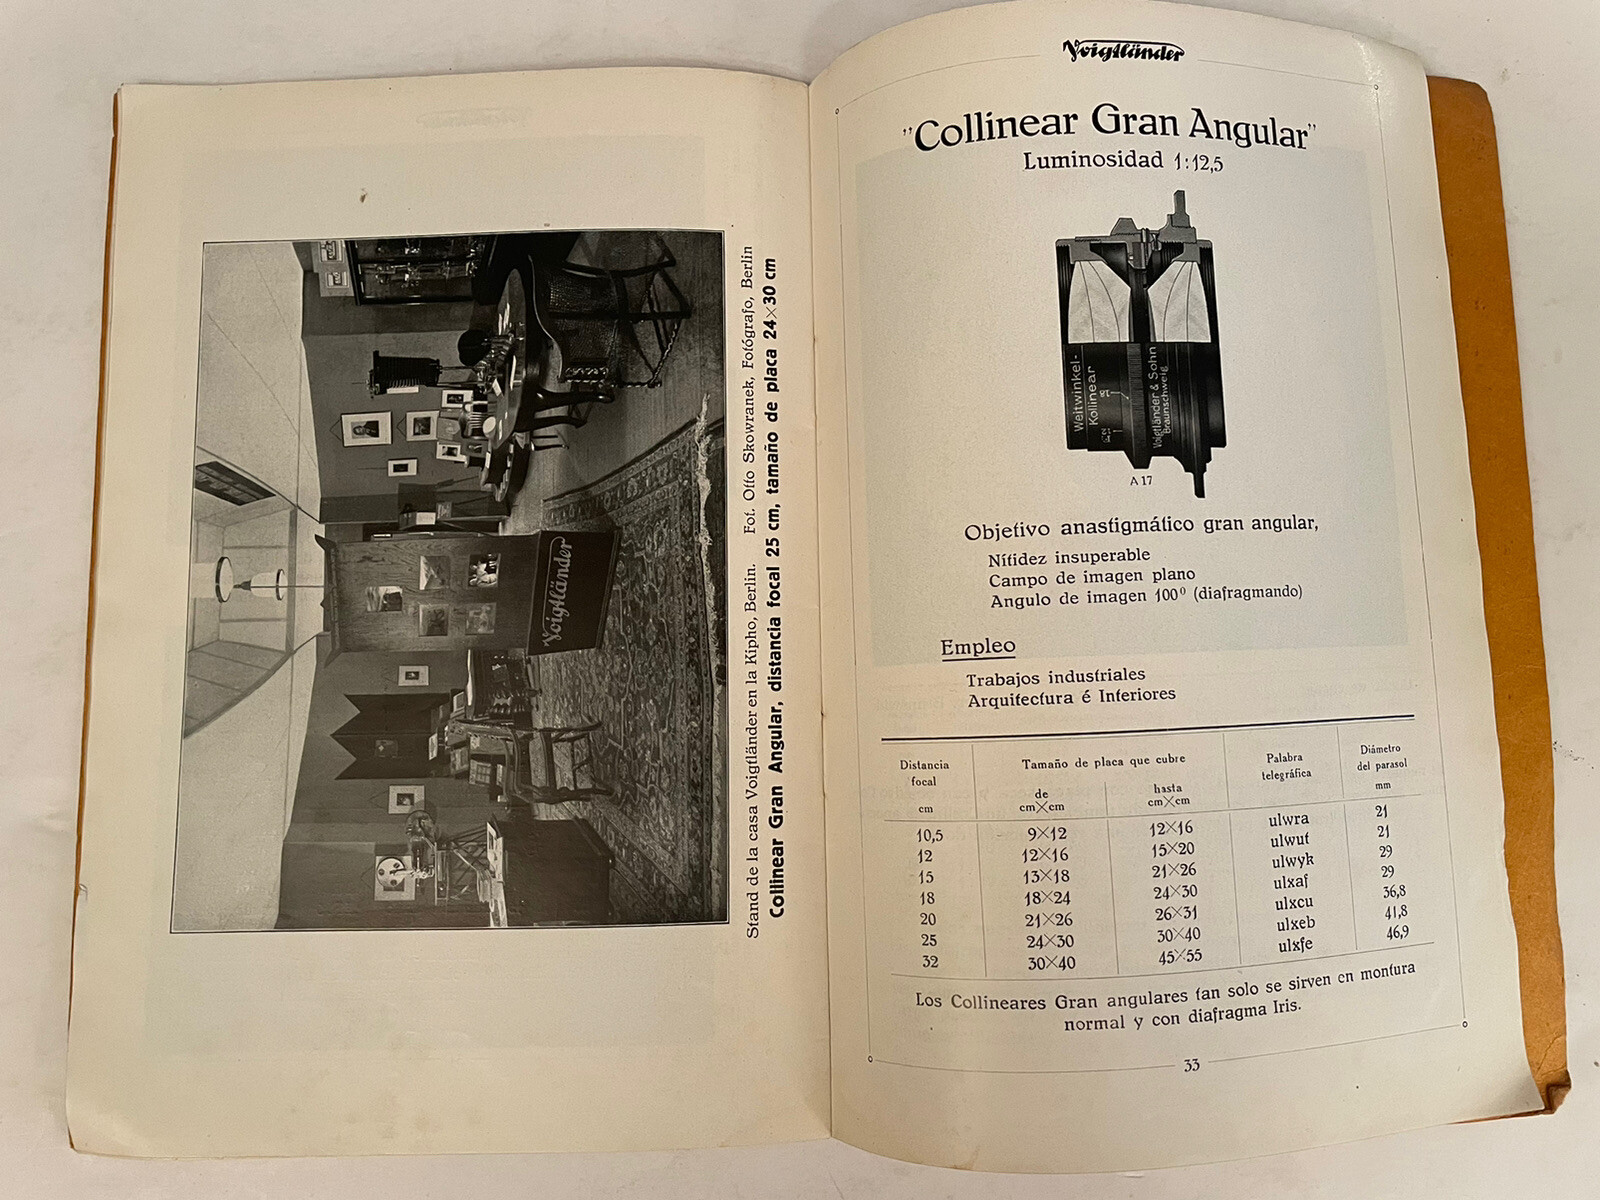 Voigtländer
Stand de la casa Voigtländer en la Kipho, Berlin. Fot. Otto Skowranek, Fotógrafo, Berlin
Collinear Gran Angular, distancia focal 25 cm, tamaño de placa 24×30 cm
Voigtländer
"Collinear Gran Angular"
Luminosidad 1:12,5
Weitwinkel-
Kollinear
Voigtländer & Sohn
Braunschweig
A 17
Objetivo anastigmático gran angular,
Nítidez insuperable
Campo de imagen plano
Angulo de imagen 100⁰ (diafragmando)
Empleo
Trabajos industriales
Arquitectura é Interiores
Distancia focal cm Tamaño de placa que cubre Palabra telegráfica Diámetro del parasol mm
de cm×cm hasta cm×cm
10,5 9×12 12×16 ulwra 21
12 12×16 15×20 ulwut 21
15 13×18 21×26 ulwyk 29
18 18×24 24×30 ulxaf 29
20 21×26 26×31 ulxcu 36,8
25 24×30 30×40 ulxeb 41,8
32 30×40 45×55 ulxfe 46,9
Los Collineares Gran angulares tan solo se sirven en montura
normal y con diafragma Iris.
33